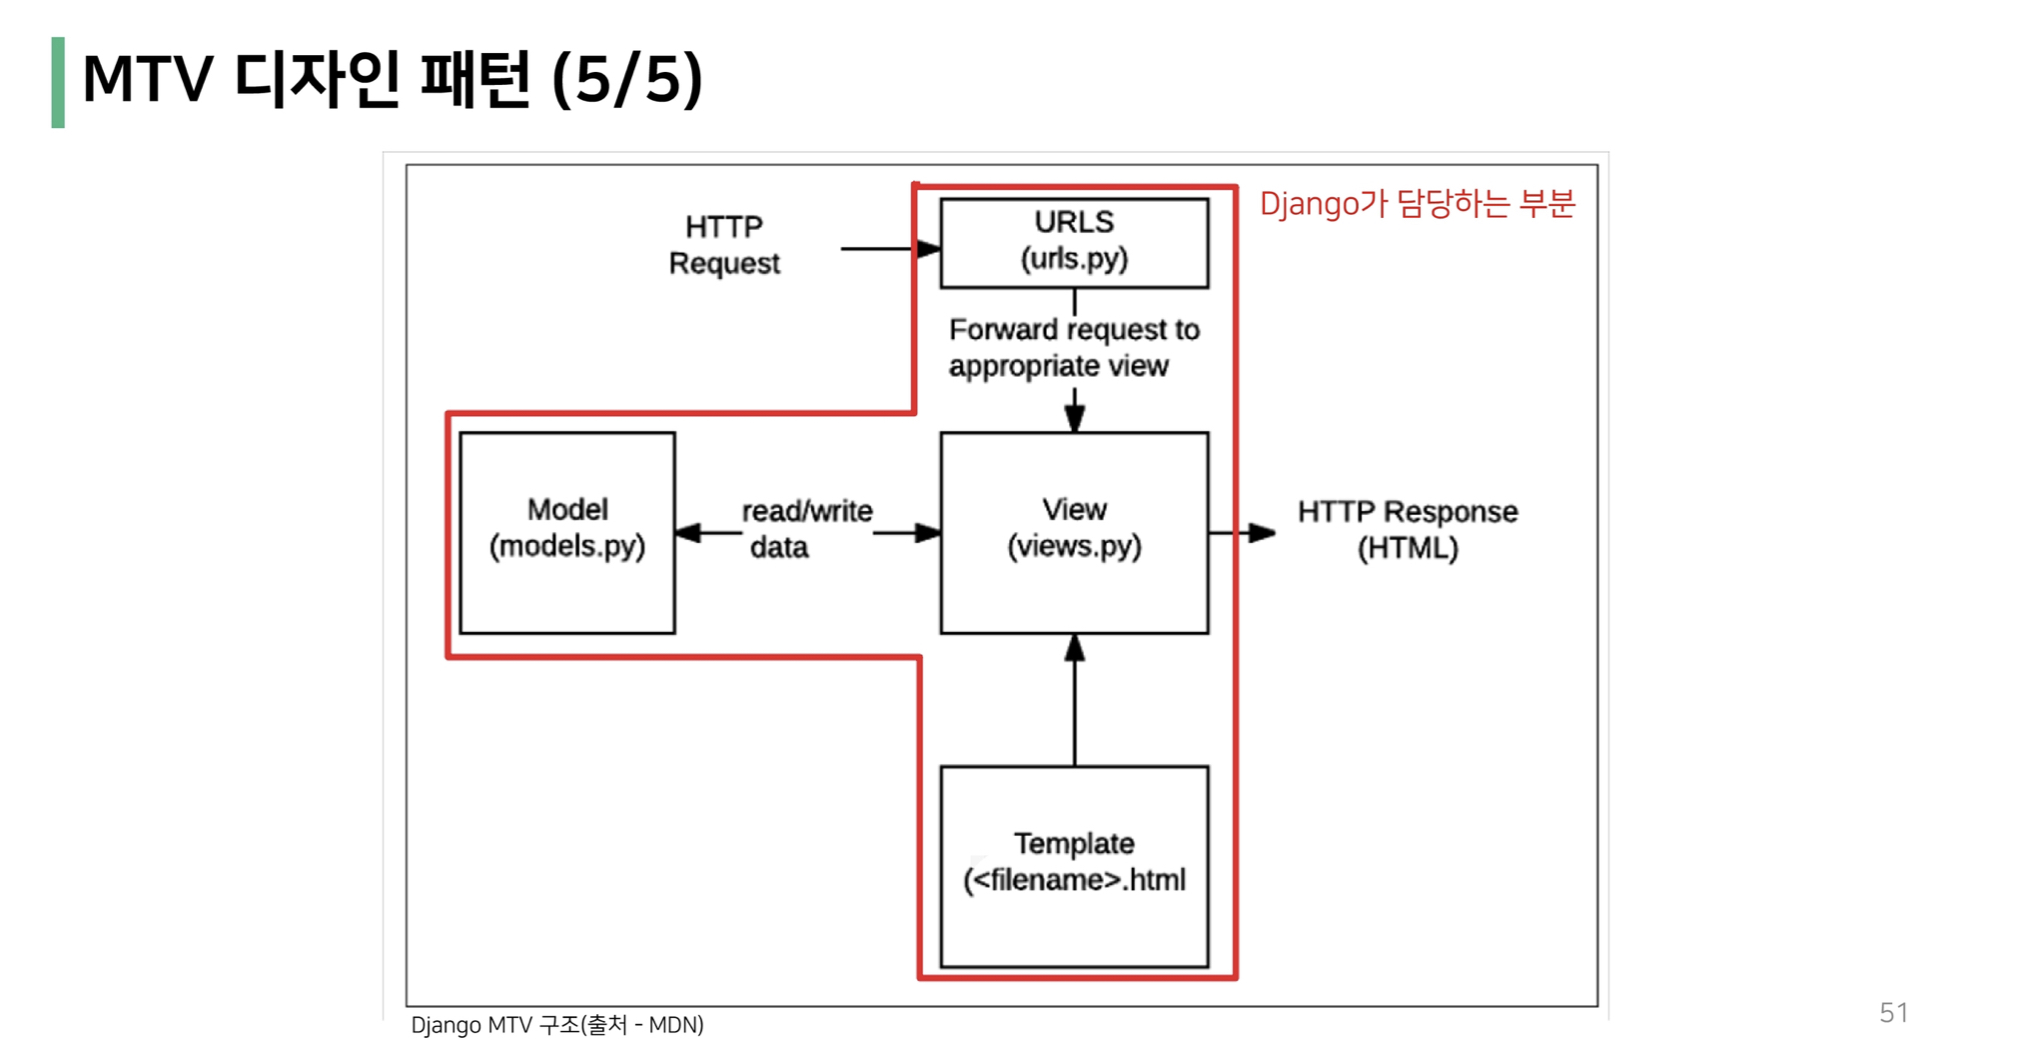 MTV 디자인 패턴 (5/5)
Django가 담당하는 부분
HTTP
Request
URLS
(urls.py)
Forward request to
appropriate view
Model
(models.py)
read/write
data
View
(views.py)
HTTP Response
(HTML)
Template
(<filename>.html
Django MTV 구조(출처 - MDN)
51